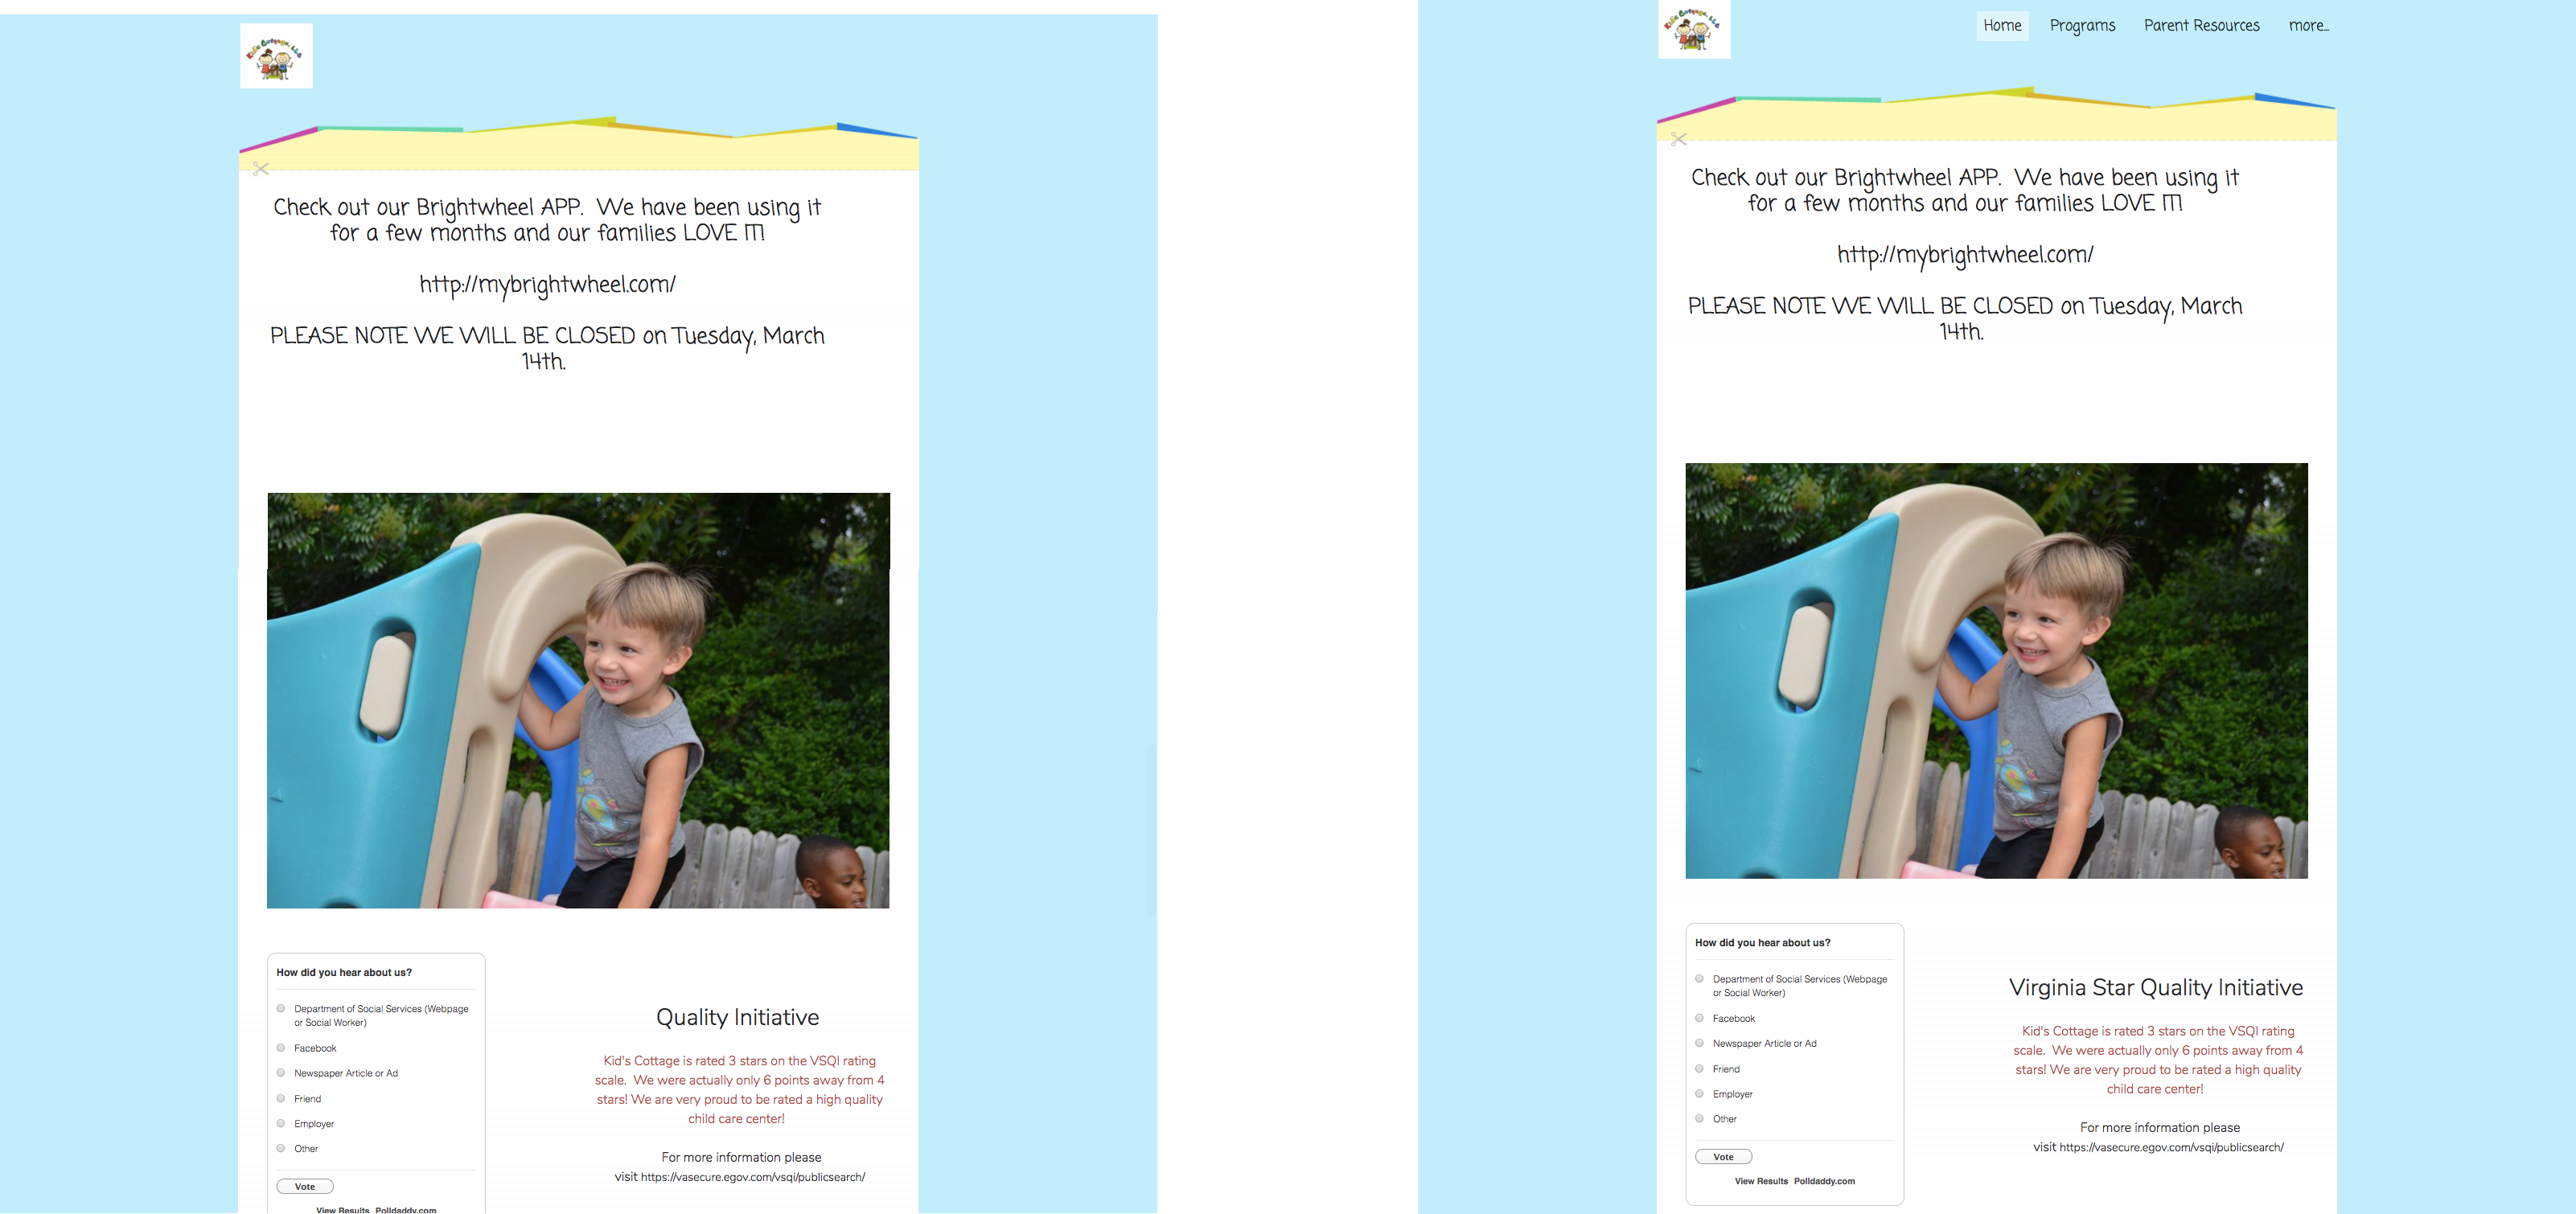 Kid's Cottage, LLC
Check out our Brightwheel APP. We have been using it
for a few months and our families LOVE IT!
http://mybrightwheel.com/
PLEASE NOTE WE WILL BE CLOSED on Tuesday, March
14th.
How did you hear about us?
Department of Social Services (Webpage
or Social Worker)
Facebook
Newspaper Article or Ad
Friend
Employer
Other
Vote
View Results Polldaddy.com
Quality Initiative
Kid's Cottage is rated 3 stars on the VSQI rating
scale. We were actually only 6 points away from 4
stars! We are very proud to be rated a high quality
child care center!
For more information please
visit https://vasecure.egov.com/vsqi/publicsearch/
Kid's Cottage, LLC
Home Programs Parent Resources more...
Check out our Brightwheel APP. We have been using it
for a few months and our families LOVE IT!
http://mybrightwheel.com/
PLEASE NOTE WE WILL BE CLOSED on Tuesday, March
14th.
How did you hear about us?
Department of Social Services (Webpage
or Social Worker)
Facebook
Newspaper Article or Ad
Friend
Employer
Other
Vote
View Results Polldaddy.com
Virginia Star Quality Initiative
Kid's Cottage is rated 3 stars on the VSQI rating
scale. We were actually only 6 points away from 4
stars! We are very proud to be rated a high quality
child care center!
For more information please
visit https://vasecure.egov.com/vsqi/publicsearch/